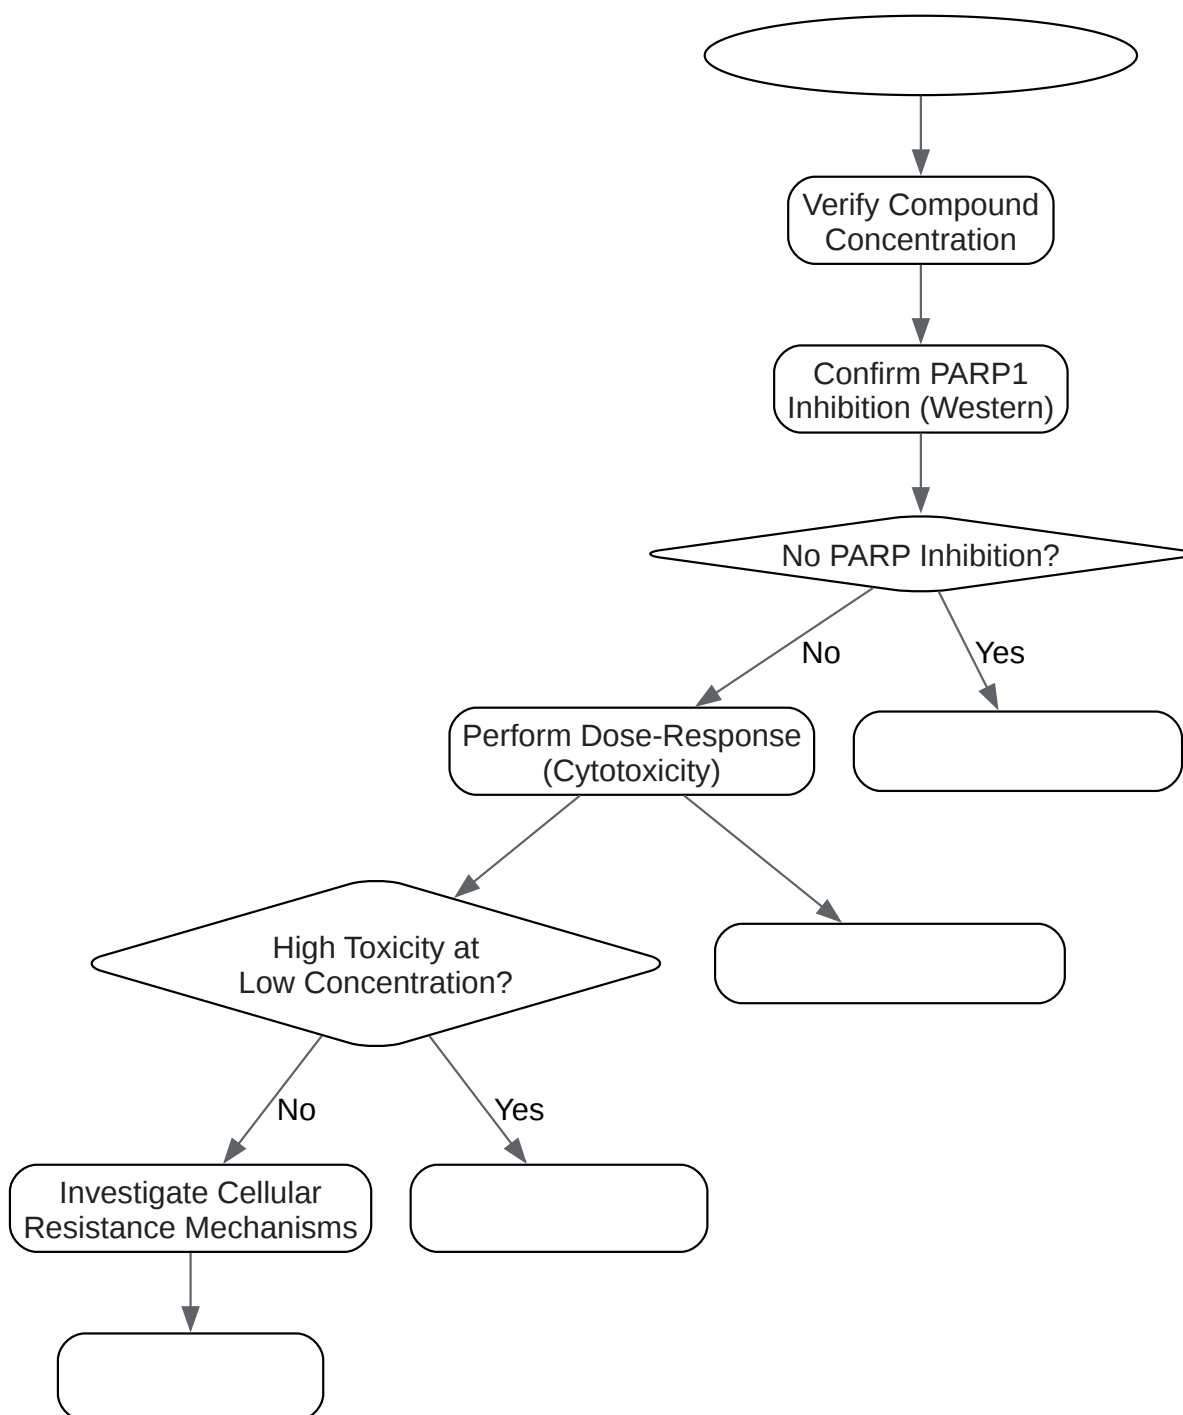 Verify Compound
Concentration
Confirm PARP1
Inhibition (Western)
No PARP Inhibition?
No
Yes
Perform Dose-Response
(Cytotoxicity)
High Toxicity at
Low Concentration?
No
Yes
Investigate Cellular
Resistance Mechanisms